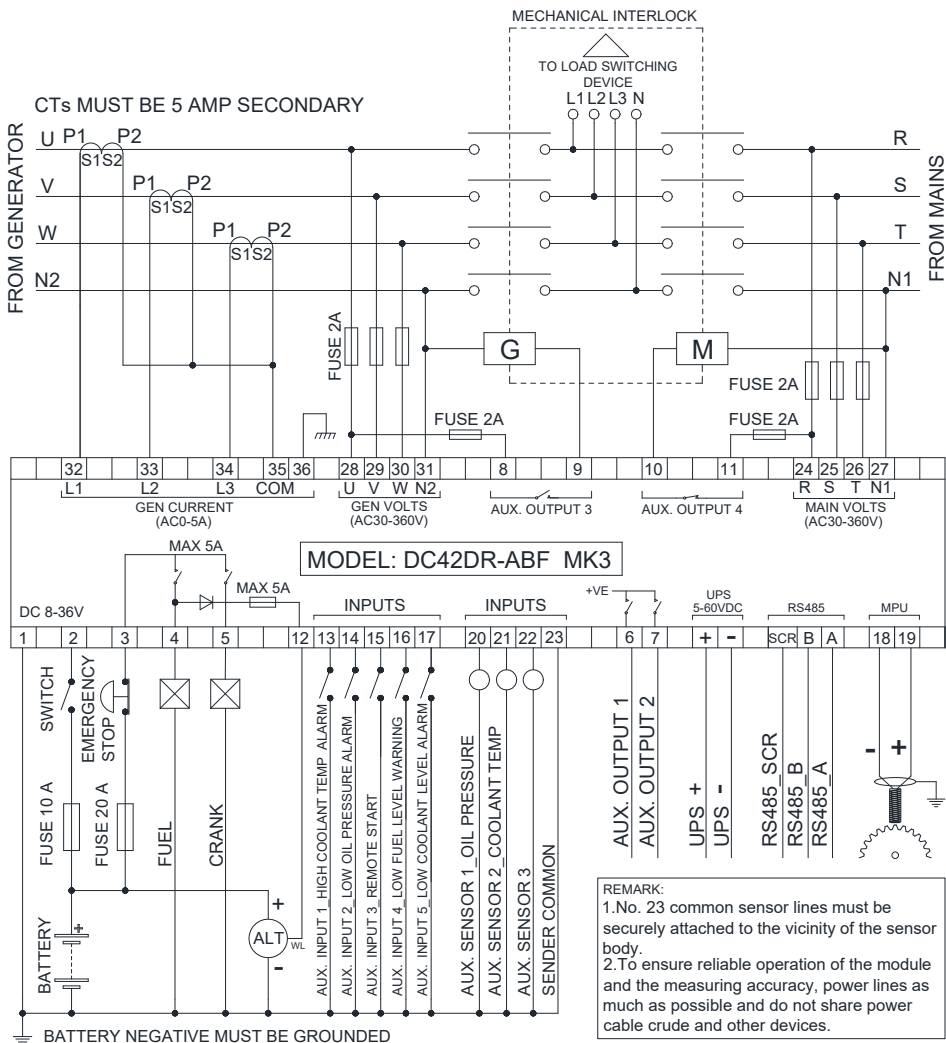 MECHANICAL INTERLOCK
TO LOAD SWITCHING
DEVICE
L1 L2 L3 N
CTs MUST BE 5 AMP SECONDARY
FROM GENERATOR
U P1 P2
S1S2
V P1 P2
S1S2
W P1 P2
S1S2
N2
R
S
T
N1
FROM MAINS
FUSE 2A
G
M
FUSE 2A
FUSE 2A
FUSE 2A
32 33 34 35 36 28 29 30 31 8 9 10 11 24 25 26 27
L1 L2 L3 COM
GEN CURRENT
(AC0-5A)
U V W N2
GEN VOLTS
(AC30-360V)
AUX. OUTPUT 3
AUX. OUTPUT 4
R S T N1
MAIN VOLTS
(AC30-360V)
MAX 5A
MODEL: DC42DR-ABF MK3
MAX 5A
DC 8-36V
INPUTS
INPUTS
+VE
UPS
5-60VDC
RS485
MPU
1 2 3 4 5 12 13 14 15 16 17 20 21 22 23 6 7 + - SCR B A 18 19
SWITCH
EMERGENCY
STOP
FUSE 10 A
FUSE 20 A
FUEL
CRANK
BATTERY
+
+
ALT
WL
-
AUX. INPUT 1_HIGH COOLANT TEMP ALARM
AUX. INPUT 2_LOW OIL PRESSURE ALARM
AUX. INPUT 3_REMOTE START
AUX. INPUT 4_LOW FUEL LEVEL WARNING
AUX. INPUT 5_LOW COOLANT LEVEL ALARM
AUX. SENSOR 1_OIL PRESSURE
AUX. SENSOR 2_COOLANT TEMP
AUX. SENSOR 3
SENDER COMMON
AUX. OUTPUT 1
AUX. OUTPUT 2
UPS +
UPS -
RS485_SCR
RS485_B
RS485_A
- +
REMARK:
1.No. 23 common sensor lines must be
securely attached to the vicinity of the sensor
body.
2.To ensure reliable operation of the module
and the measuring accuracy, power lines as
much as possible and do not share power
cable crude and other devices.
BATTERY NEGATIVE MUST BE GROUNDED